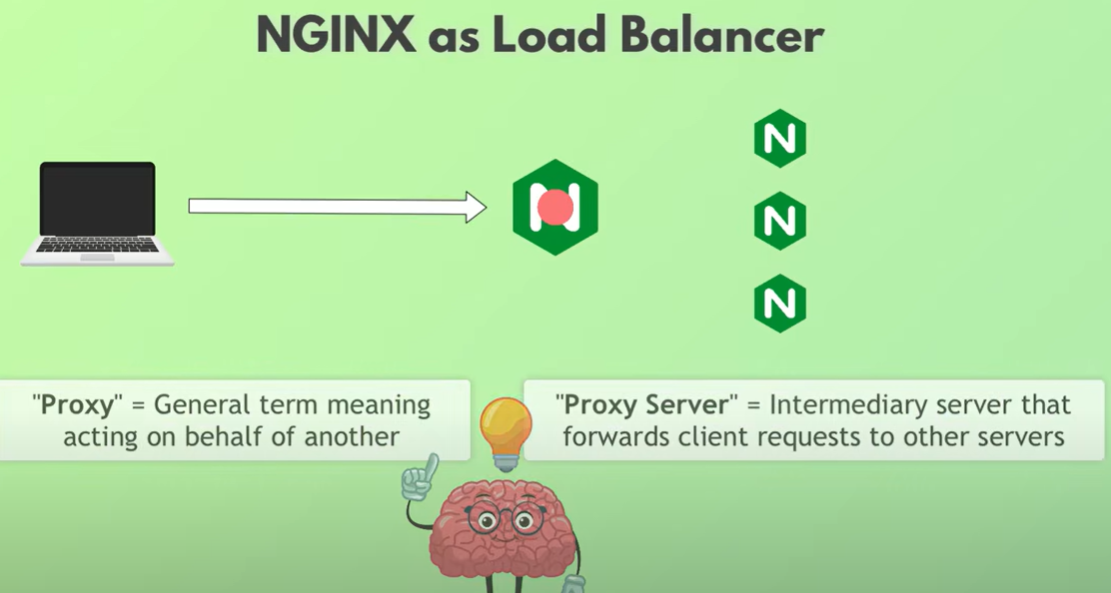 NGINX as Load Balancer
N
N
N
N
"Proxy" = General term meaning
acting on behalf of another
"Proxy Server" = Intermediary server that
forwards client requests to other servers